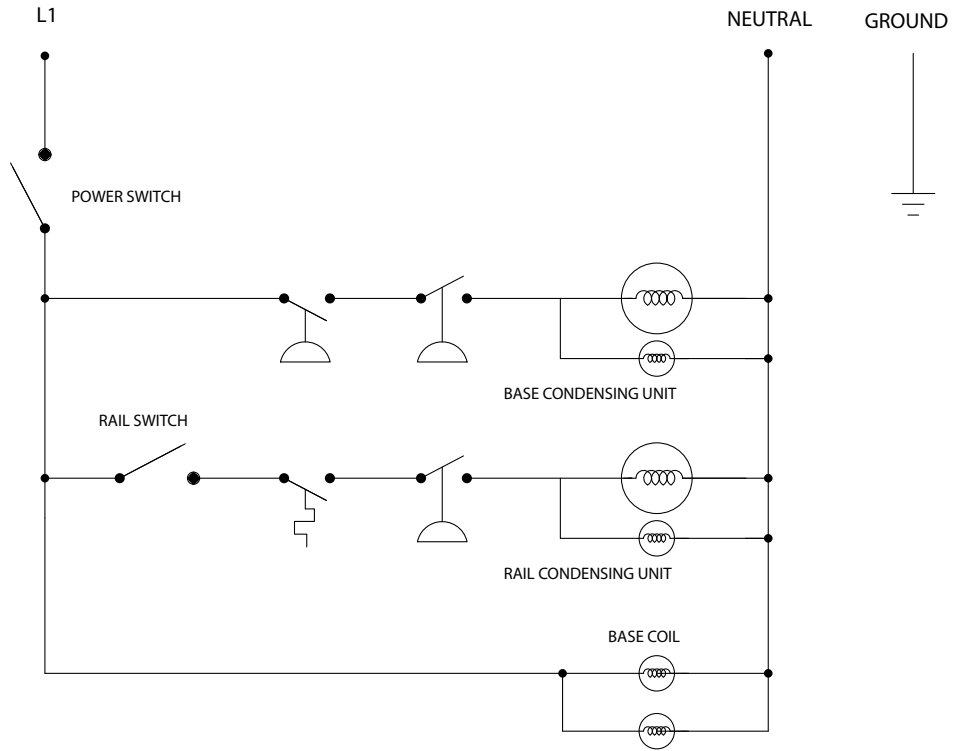 L1
NEUTRAL
GROUND
POWER SWITCH
BASE CONDENSING UNIT
RAIL SWITCH
RAIL CONDENSING UNIT
BASE COIL